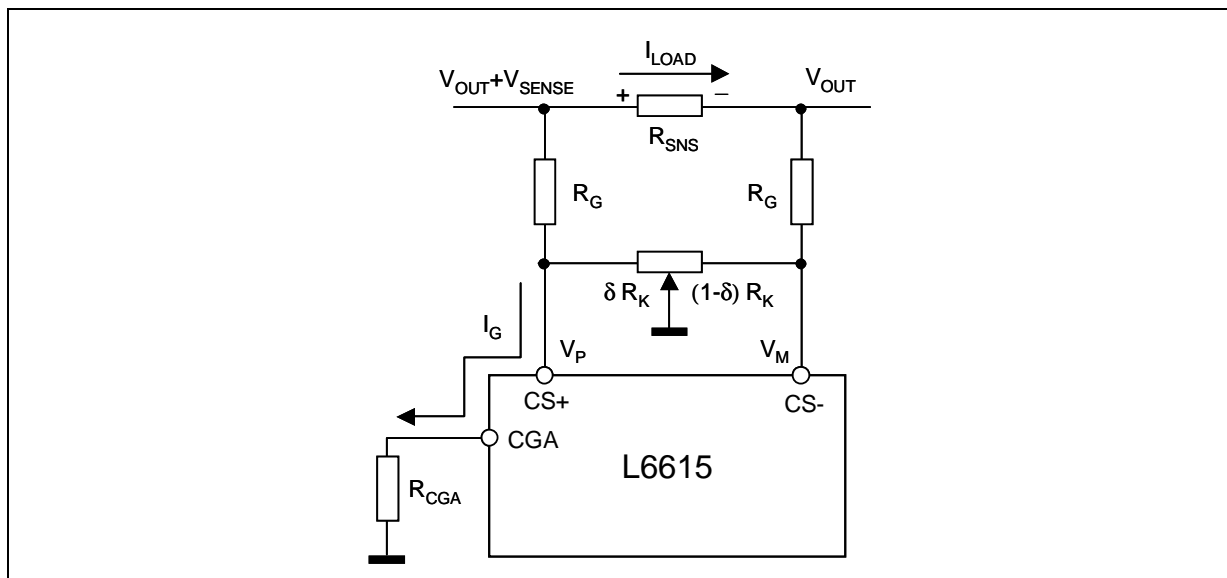 I_LOAD
V_OUT+V_SENSE
V_OUT
+
–
R_SNS
R_G
R_G
δ R_K
(1-δ) R_K
I_G
V_P
V_M
CS+
CS-
CGA
L6615
R_CGA